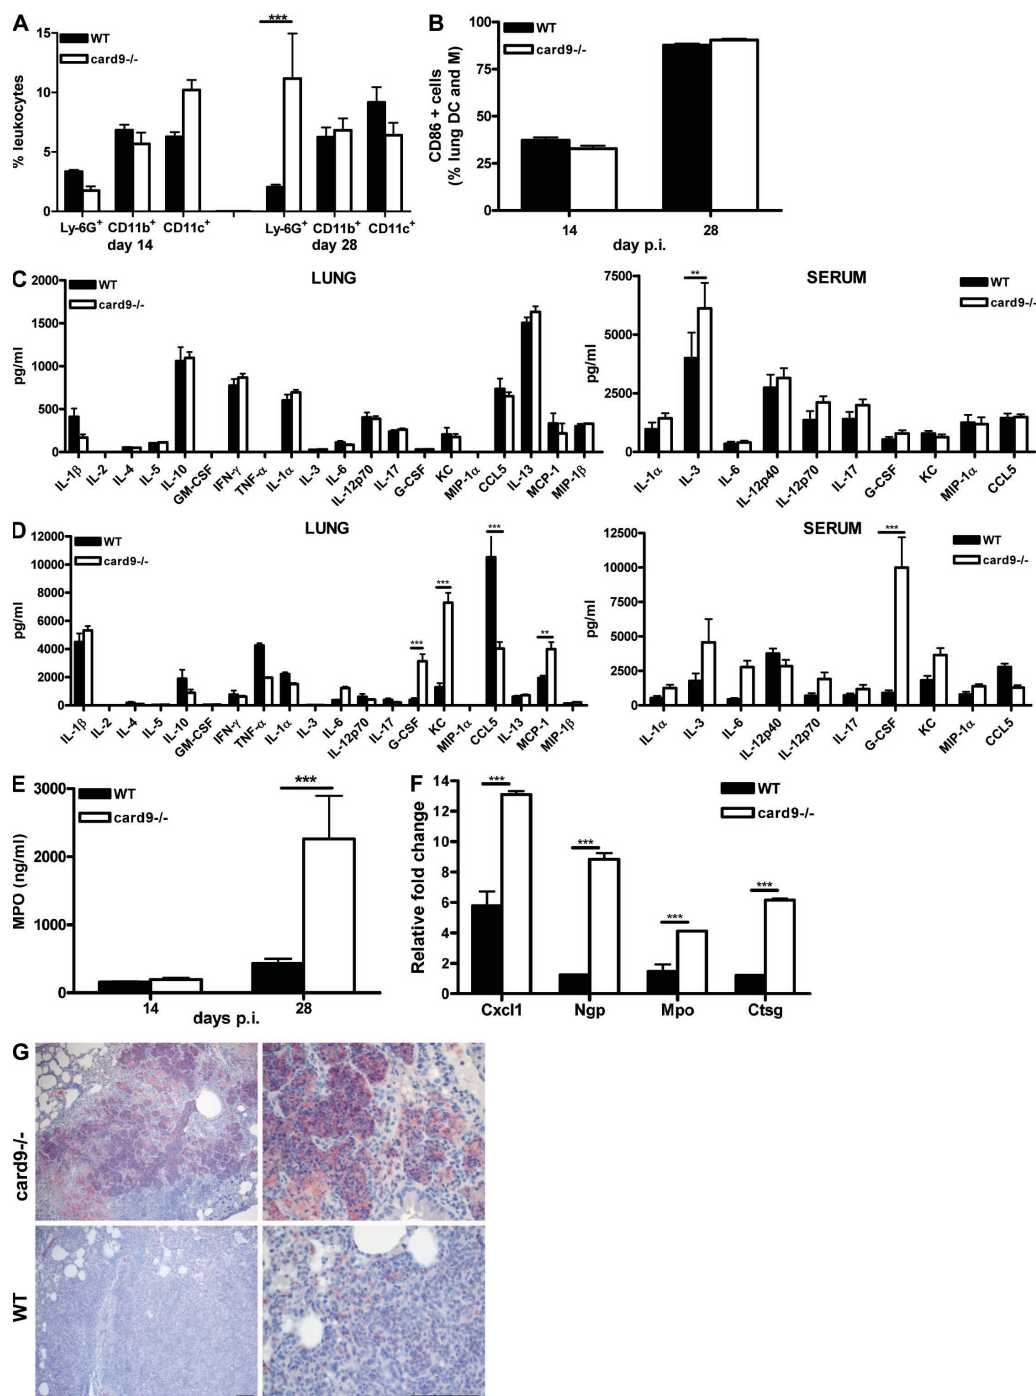 A
***
WT
card9-/-
% leukocytes
15
10
5
0
Ly-6G+ CD11b+ CD11c+ Ly-6G+ CD11b+ CD11c+
day 14 day 28
B
WT
card9-/-
CD86 + cells
(% lung DC and M)
100
75
50
25
0
14 28
day p.i.
C
LUNG
WT
card9-/-
pg/ml
2000
1500
1000
500
0
IL-1β IL-2 IL-4 IL-5 IL-10 GM-CSF IFN-γ TNF-α IL-1α IL-3 IL-6 IL-12p70 IL-17 G-CSF KC MIP-1α CCL5 IL-13 MCP-1 MIP-1β
SERUM
WT
card9-/-
**
pg/ml
7500
5000
2500
0
IL-1α IL-3 IL-6 IL-12p40 IL-12p70 IL-17 G-CSF KC MIP-1α CCL5
D
LUNG
WT
card9-/-
*** *** *** **
pg/ml
12000
10000
8000
6000
4000
2000
0
IL-1β IL-2 IL-4 IL-5 IL-10 GM-CSF IFN-γ TNF-α IL-1α IL-3 IL-6 IL-12p70 IL-17 G-CSF KC MIP-1α CCL5 IL-13 MCP-1 MIP-1β
SERUM
***
WT
card9-/-
pg/ml
12500
10000
7500
5000
2500
0
IL-1α IL-3 IL-6 IL-12p40 IL-12p70 IL-17 G-CSF KC MIP-1α CCL5
E
WT
card9-/-
***
MPO (ng/ml)
3000
2000
1000
0
14 28
days p.i.
F
WT
card9-/-
*** *** *** ***
Relative fold change
14
12
10
8
6
4
2
0
Cxcl1 Ngp Mpo Ctsg
G
card9-/-
WT